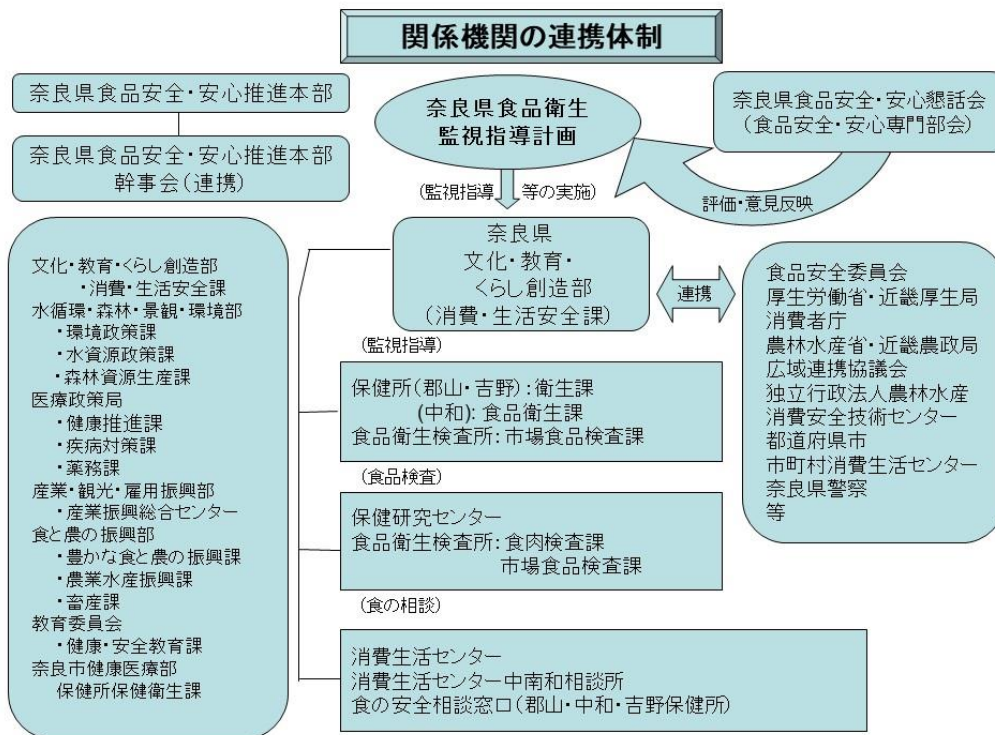 関係機関の連携体制
奈良県食品安全・安心推進本部
奈良県食品安全・安心推進本部
幹事会(連携)
奈良県食品衛生
監視指導計画
奈良県食品安全・安心懇話会
(食品安全・安心専門部会)
評価・意見反映
(監視指導 等の実施)
奈良県
文化・教育・
くらし創造部
(消費・生活安全課)
連携
食品安全委員会
厚生労働省・近畿厚生局
消費者庁
農林水産省・近畿農政局
広域連携協議会
独立行政法人農林水産
消費安全技術センター
都道府県市
市町村消費生活センター
奈良県警察
等
文化・教育・くらし創造部
・消費・生活安全課
水循環・森林・景観・環境部
・環境政策課
・水資源政策課
・森林資源生産課
医療政策局
・健康推進課
・疾病対策課
・薬務課
産業・観光・雇用振興部
・産業振興総合センター
食と農の振興部
・豊かな食と農の振興課
・農業水産振興課
・畜産課
教育委員会
・健康・安全教育課
奈良市健康医療部
保健所保健衛生課
(監視指導)
保健所(郡山・吉野):衛生課
(中和):食品衛生課
食品衛生検査所:市場食品検査課
(食品検査)
保健研究センター
食品衛生検査所:食肉検査課
市場食品検査課
(食の相談)
消費生活センター
消費生活センター中南和相談所
食の安全相談窓口(郡山・中和・吉野保健所)